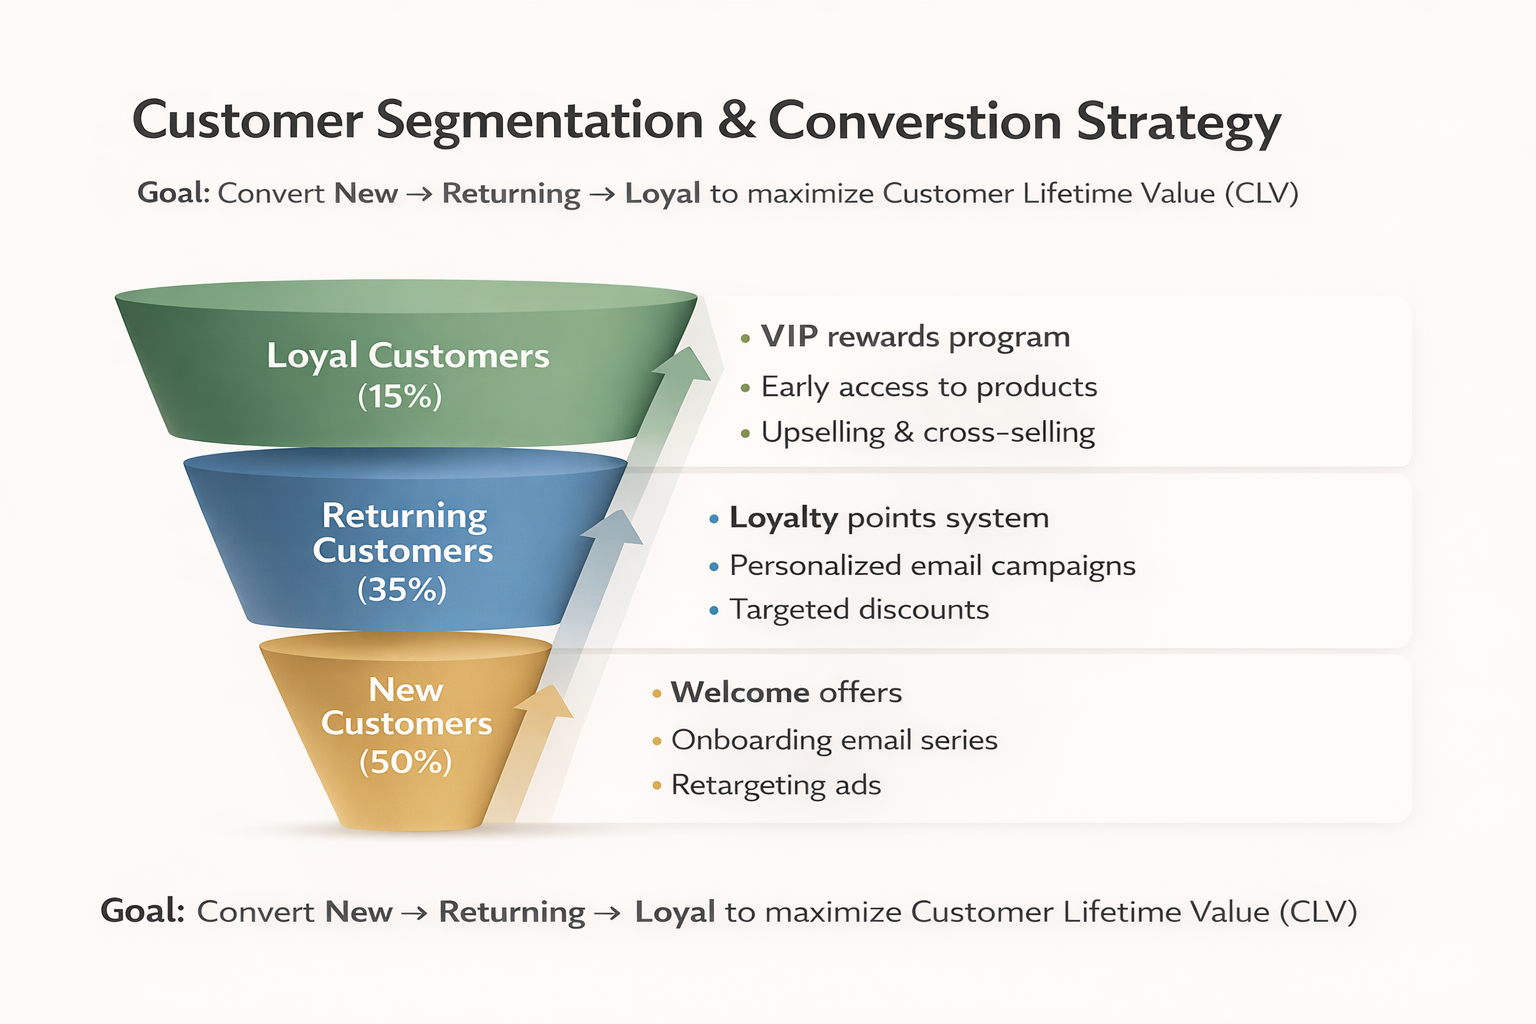 Customer Segmentation & Converstion Strategy
Goal: Convert New → Returning → Loyal to maximize Customer Lifetime Value (CLV)
Loyal Customers
(15%)
• VIP rewards program
• Early access to products
• Upselling & cross-selling
Returning
Customers
(35%)
• Loyalty points system
• Personalized email campaigns
• Targeted discounts
New
Customers
(50%)
• Welcome offers
• Onboarding email series
• Retargeting ads
Goal: Convert New → Returning → Loyal to maximize Customer Lifetime Value (CLV)